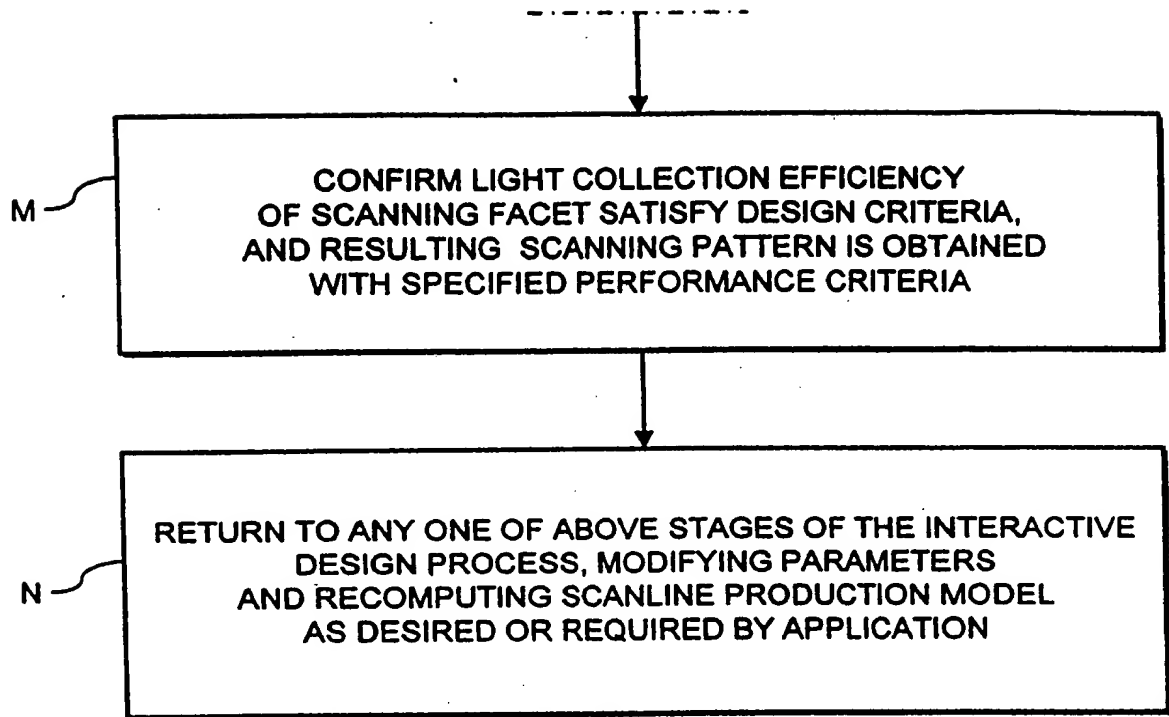 M
CONFIRM LIGHT COLLECTION EFFICIENCY
OF SCANNING FACET SATISFY DESIGN CRITERIA,
AND RESULTING SCANNING PATTERN IS OBTAINED
WITH SPECIFIED PERFORMANCE CRITERIA
N
RETURN TO ANY ONE OF ABOVE STAGES OF THE INTERACTIVE
DESIGN PROCESS, MODIFYING PARAMETERS
AND RECOMPUTING SCANLINE PRODUCTION MODEL
AS DESIRED OR REQUIRED BY APPLICATION